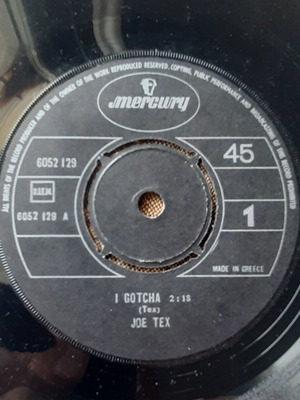 ALL RIGHTS OF THE RECORD PRODUCER AND OF THE OWNER OF THE WORK REPRODUCED RESERVED. COPYING, PUBLIC PERFORMANCE AND BROADCASTING OF THIS RECORD PROHIBITED
mercury
6052 129
45
6052 129 A
1
MADE IN GREECE
I GOTCHA 2:18
(Tex)
JOE TEX